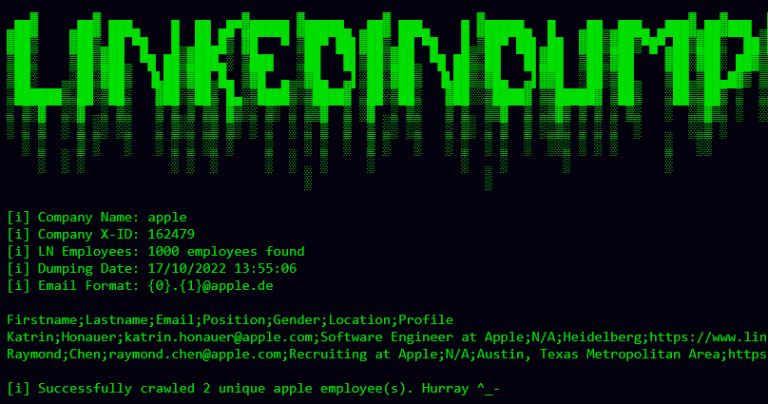 LINKEDINDUMP
[i] Company Name: apple
[i] Company X-ID: 162479
[i] LN Employees: 1000 employees found
[i] Dumping Date: 17/10/2022 13:55:06
[i] Email Format: {0}.{1}@apple.de
Firstname;Lastname;Email;Position;Gender;Location;Profile
Katrin;Honauer;katrin.honauer@apple.com;Software Engineer at Apple;N/A;Heidelberg;https://www.lin
Raymond;Chen;raymond.chen@apple.com;Recruiting at Apple;N/A;Austin, Texas Metropolitan Area;https
[i] Successfully crawled 2 unique apple employee(s). Hurray ^_-